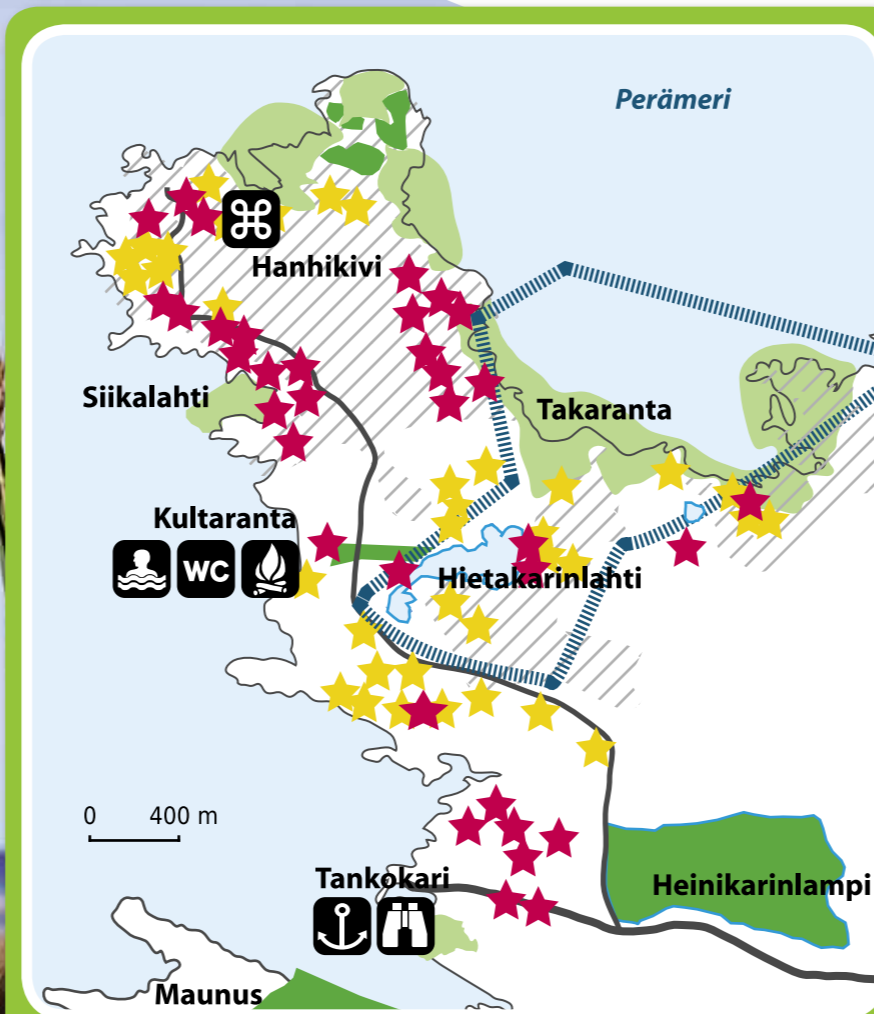 Perämeri
Hanhikivi
Siikalahti
Takaranta
Kultaranta
WC
Hietakarinlahti
0 400 m
Tankokari
Heinikarinlampi
Maunus